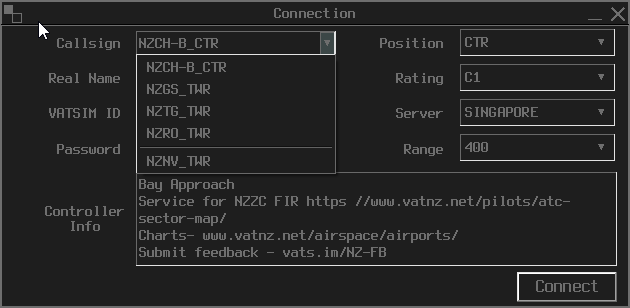 Connection
Callsign NZCH-B_CTR Position CTR
NZCH-B_CTR
Real Name NZGS_TWR Rating C1
VATSIM ID NZTG_TWR Server SINGAPORE
NZRO_TWR
Password NZNV_TWR Range 400
Controller Info
Bay Approach
Service for NZZC FIR https //www.vatnz.net/pilots/atc-
sector-map/
Charts- www.vatnz.net/airspace/airports/
Submit feedback - vats.im/NZ-FB
Connect